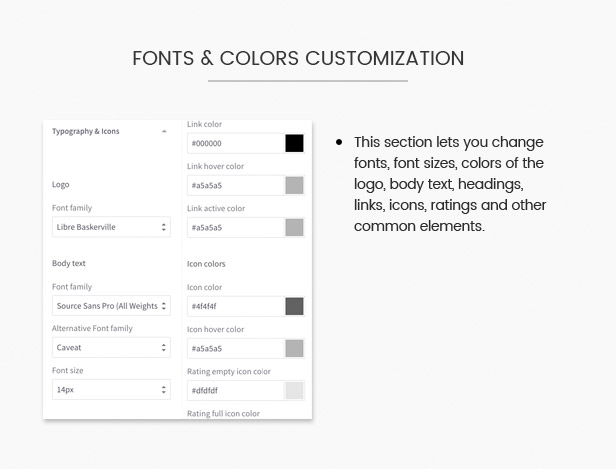 FONTS & COLORS CUSTOMIZATION
Typography & Icons
Logo
Font family
Libre Baskerville
Body text
Font family
Source Sans Pro (All Weights
Alternative Font family
Caveat
Font size
14px
Link color
#000000
Link hover color
#a5a5a5
Link active color
#a5a5a5
Icon colors
Icon color
#4f4f4f
Icon hover color
#a5a5a5
Rating empty icon color
#dfdfdf
Rating full icon color
This section lets you change
fonts, font sizes, colors of the
logo, body text, headings,
links, icons, ratings and other
common elements.